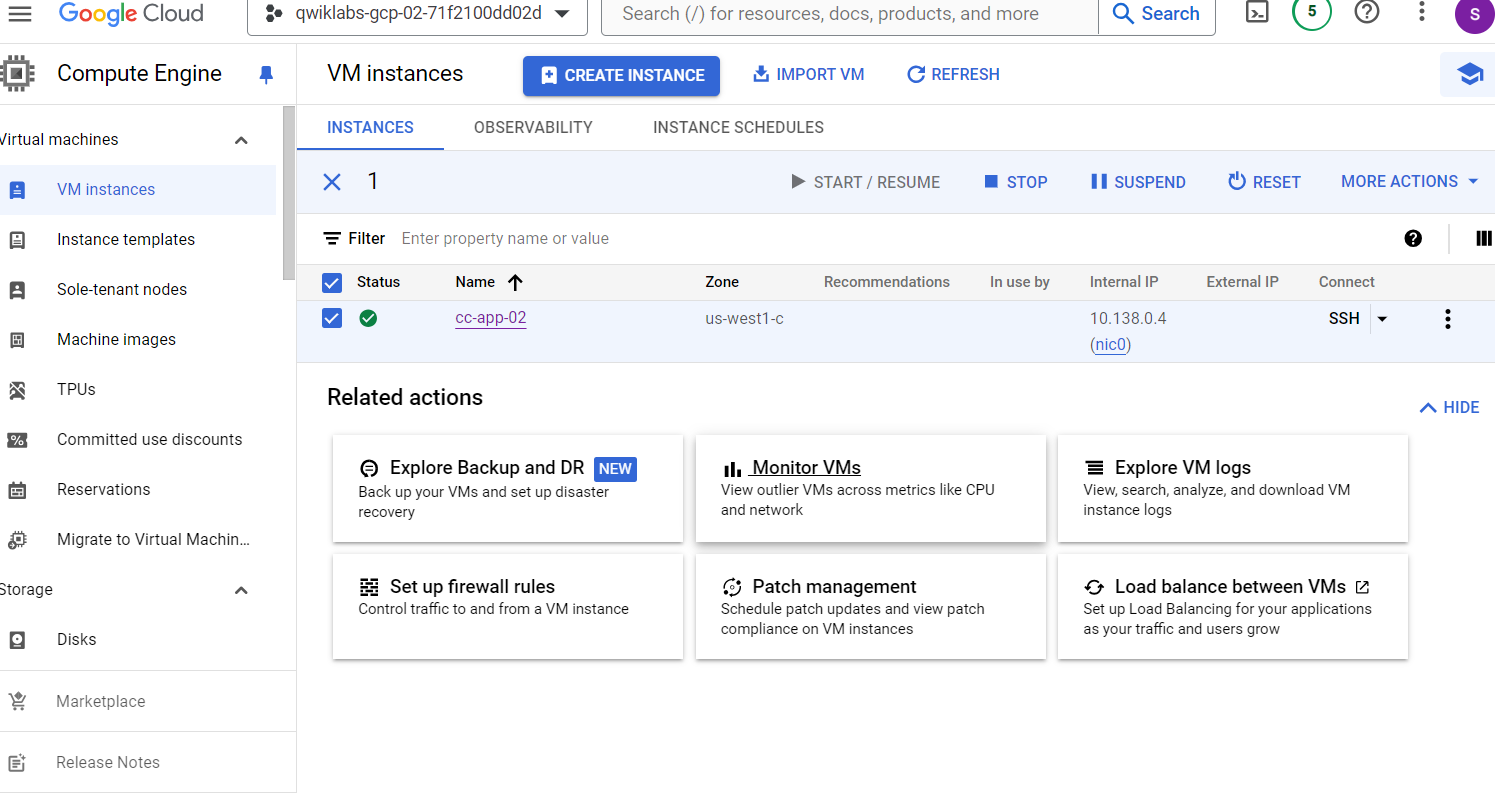 Google Cloud
qwiklabs-gcp-02-71f2100dd02d
Search (/) for resources, docs, products, and more
Search
5
S
Compute Engine
VM instances
CREATE INSTANCE
IMPORT VM
REFRESH
Virtual machines
VM instances
Instance templates
Sole-tenant nodes
Machine images
TPUs
Committed use discounts
Reservations
Migrate to Virtual Machin...
Storage
Disks
Marketplace
Release Notes
INSTANCES
OBSERVABILITY
INSTANCE SCHEDULES
1
START / RESUME
STOP
SUSPEND
RESET
MORE ACTIONS
Filter
Enter property name or value
Status
Name
Zone
Recommendations
In use by
Internal IP
External IP
Connect
cc-app-02
us-west1-c
10.138.0.4
(nic0)
SSH
Related actions
HIDE
Explore Backup and DR NEW
Back up your VMs and set up disaster
recovery
Monitor VMs
View outlier VMs across metrics like CPU
and network
Explore VM logs
View, search, analyze, and download VM
instance logs
Set up firewall rules
Control traffic to and from a VM instance
Patch management
Schedule patch updates and view patch
compliance on VM instances
Load balance between VMs
Set up Load Balancing for your applications
as your traffic and users grow